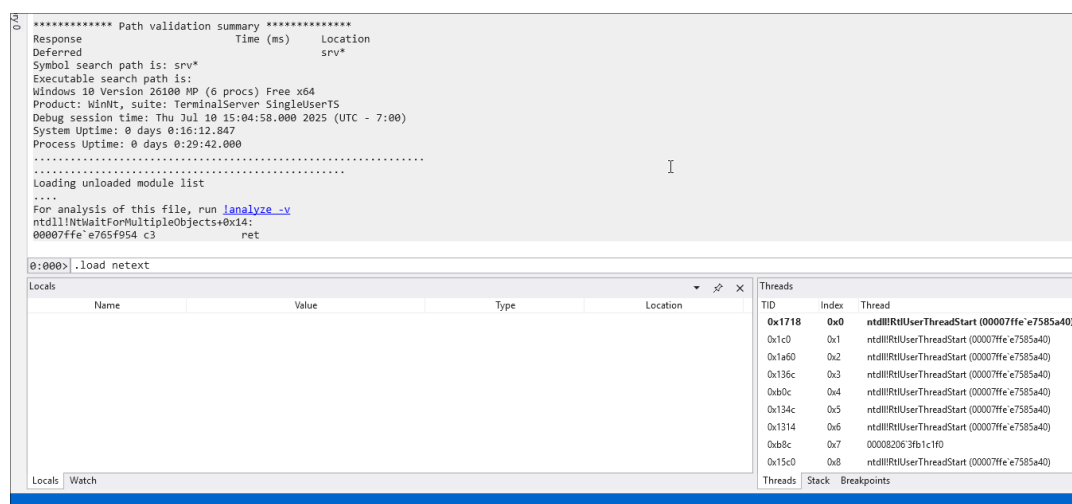 ************* Path validation summary **************
Response Time (ms) Location
Deferred srv*
Symbol search path is: srv*
Executable search path is:
Windows 10 Version 26100 MP (6 procs) Free x64
Product: WinNt, suite: TerminalServer SingleUserTS
Debug session time: Thu Jul 10 15:04:58.000 2025 (UTC - 7:00)
System Uptime: 0 days 0:16:12.847
Process Uptime: 0 days 0:29:42.000
................................................................
...................................................
Loading unloaded module list
....
For analysis of this file, run !analyze -v
ntdll!NtWaitForMultipleObjects+0x14:
00007ffe`e765f954 c3 ret
0:000> .load netext
Locals
Name Value Type Location
Locals Watch
Threads
TID Index Thread
0x1718 0x0 ntdll!RtlUserThreadStart (00007ffe`e7585a40)
0x1c0 0x1 ntdll!RtlUserThreadStart (00007ffe`e7585a40)
0x1a60 0x2 ntdll!RtlUserThreadStart (00007ffe`e7585a40)
0x136c 0x3 ntdll!RtlUserThreadStart (00007ffe`e7585a40)
0xb0c 0x4 ntdll!RtlUserThreadStart (00007ffe`e7585a40)
0x134c 0x5 ntdll!RtlUserThreadStart (00007ffe`e7585a40)
0x1314 0x6 ntdll!RtlUserThreadStart (00007ffe`e7585a40)
0xb8c 0x7 00008206`3fb1c1f0
0x15c0 0x8 ntdll!RtlUserThreadStart (00007ffe`e7585a40)
Threads Stack Breakpoints